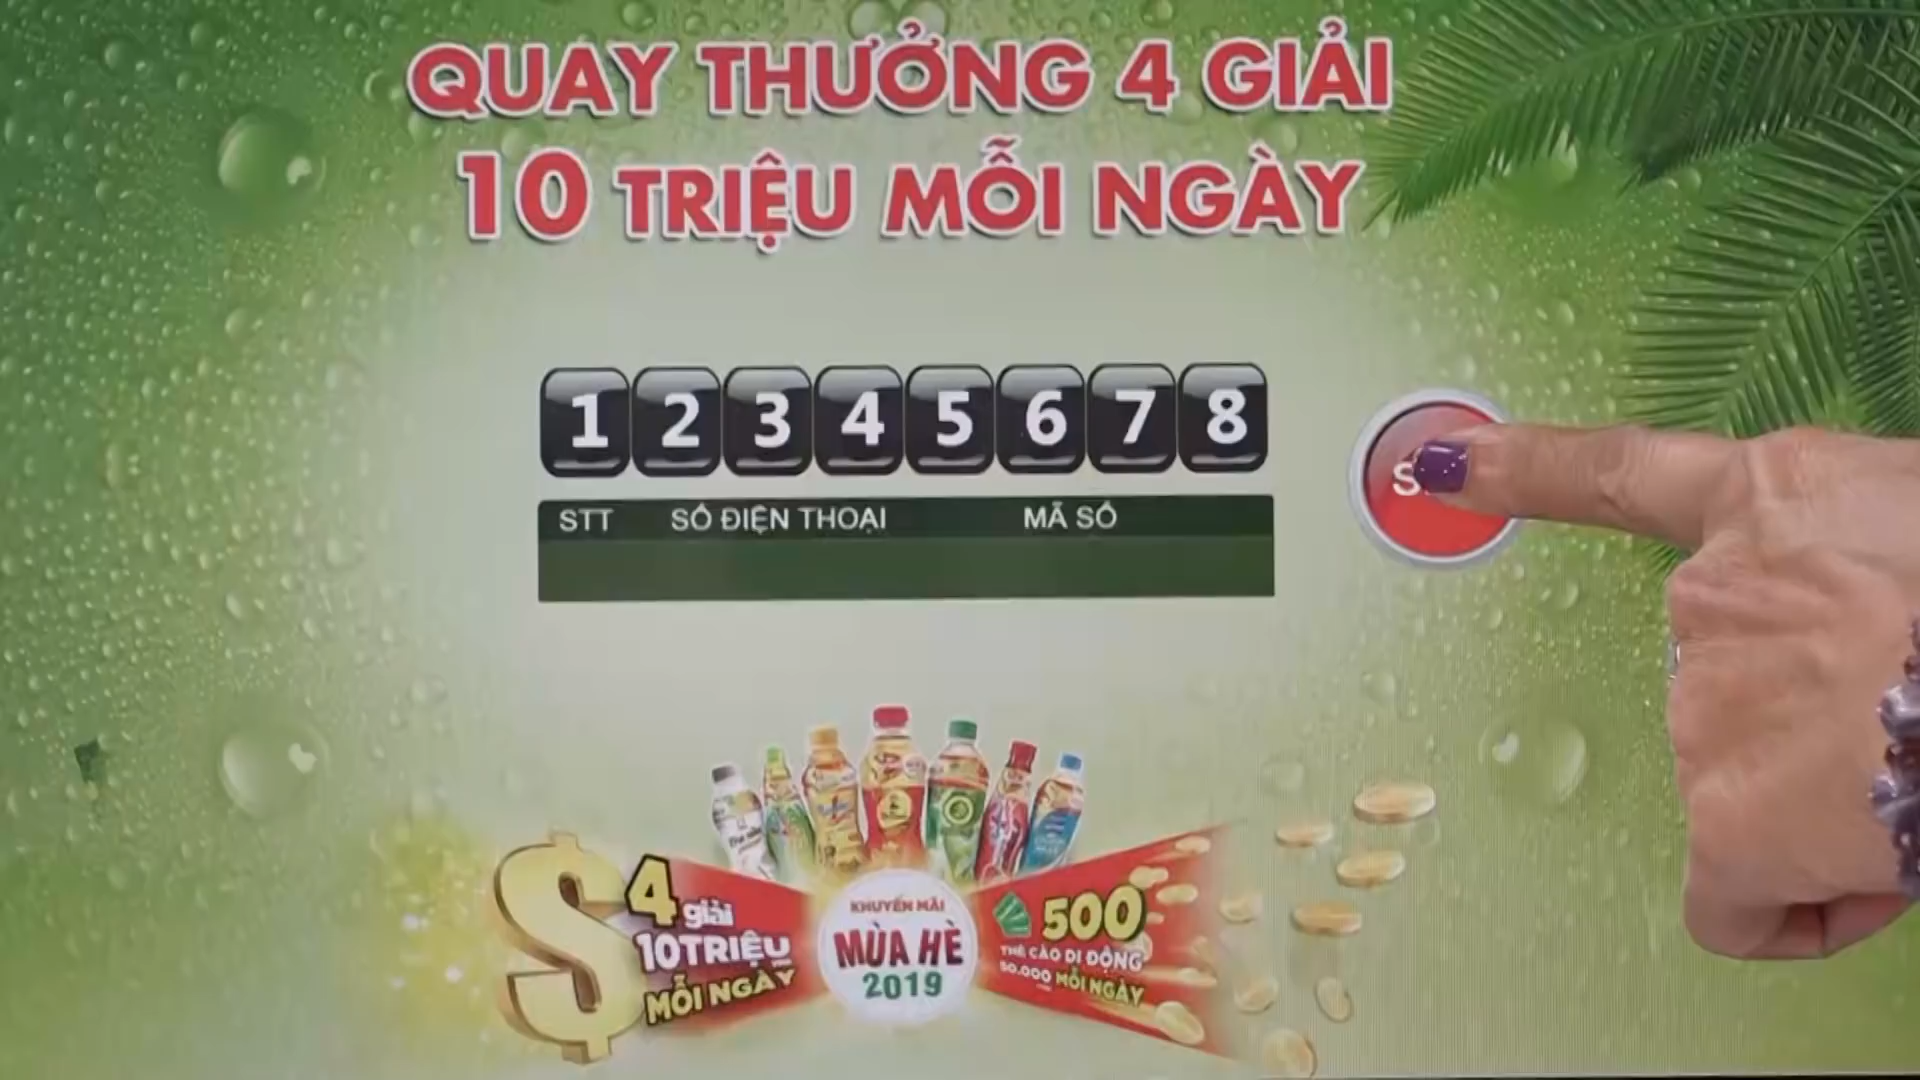 QUAY THƯỞNG 4 GIẢI
10 TRIỆU MỖI NGÀY
1 2 3 4 5 6 7 8
STT SỐ ĐIỆN THOẠI MÃ SỐ
4 giải
10 TRIỆU
MỖI NGÀY
KHUYẾN MÃI
MÙA HÈ
2019
500
THẺ CÀO DI ĐỘNG
50.000 MỖI NGÀY